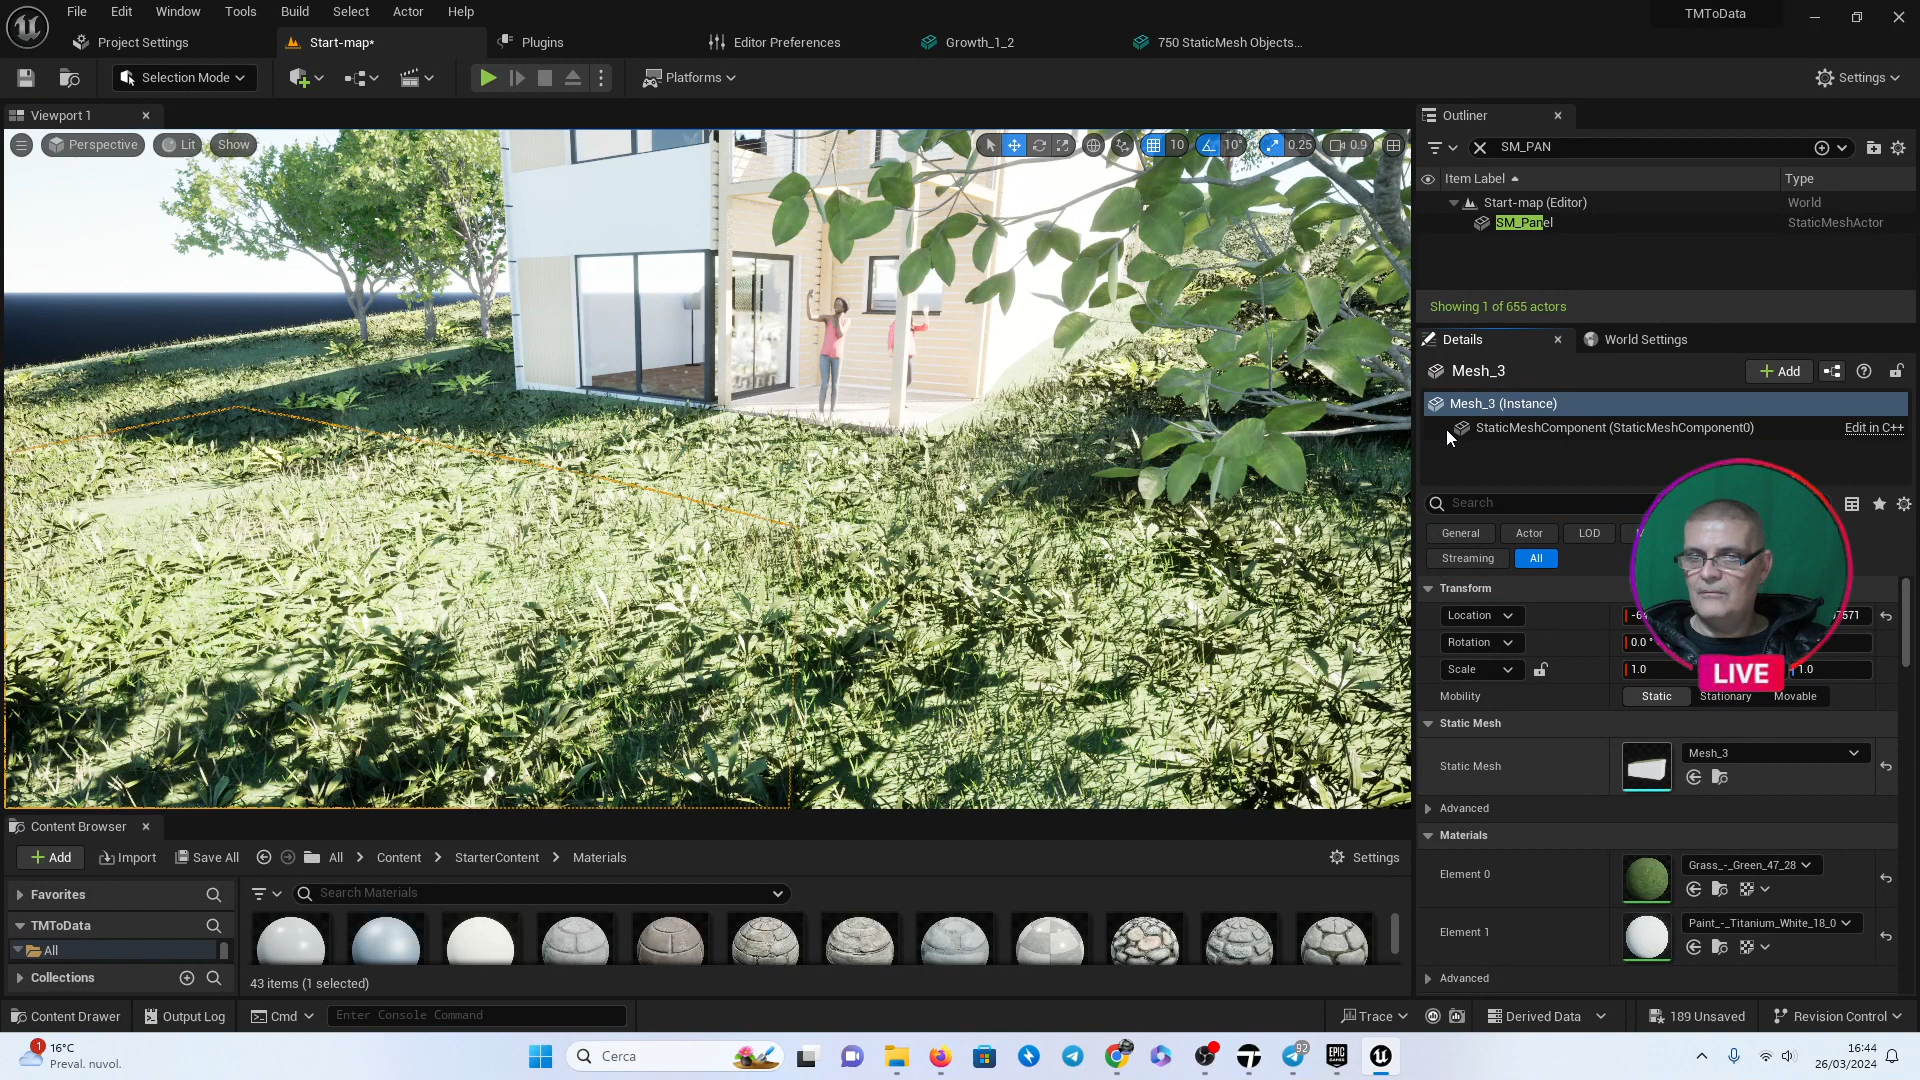 File Edit Window Tools Build Select Actor Help
TMToData
Project Settings
Start-map*
Plugins
Editor Preferences
Growth_1_2
750 StaticMesh Objects...
Selection Mode
Platforms
Settings
Viewport 1
Perspective
Lit
Show
10
10°
0.25
0.9
Outliner
SM_PAN
Item Label
Type
Start-map (Editor)
World
SM_Panel
StaticMeshActor
Showing 1 of 655 actors
Details
World Settings
Mesh_3
Add
Mesh_3 (Instance)
StaticMeshComponent (StaticMeshComponent0)
Edit in C++
Search
General
Actor
LOD
Streaming
All
Transform
Location
Rotation
0.0 °
Scale
1.0
1.0
LIVE
Mobility
Static
Stationary
Movable
Static Mesh
Static Mesh
Mesh_3
Advanced
Materials
Element 0
Grass_-_Green_47_28
Element 1
Paint_-_Titanium_White_18_0
Advanced
Content Browser
Add
Import
Save All
All
Content
StarterContent
Materials
Settings
Favorites
Search Materials
TMToData
All
Collections
43 items (1 selected)
Content Drawer
Output Log
Cmd
Enter Console Command
Trace
Derived Data
189 Unsaved
Revision Control
1
16°C
Preval. nuvol.
Cerca
92
EPIC GAMES
16:44
26/03/2024